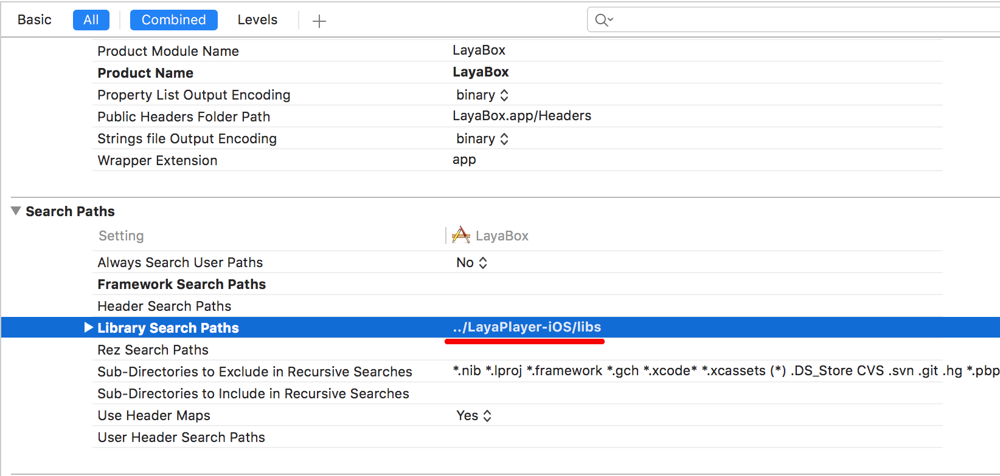 Basic All Combined Levels
Product Module Name LayaBox
Product Name LayaBox
Property List Output Encoding binary
Public Headers Folder Path LayaBox.app/Headers
Strings file Output Encoding binary
Wrapper Extension app
Search Paths
Setting LayaBox
Always Search User Paths No
Framework Search Paths
Header Search Paths
Library Search Paths ../LayaPlayer-iOS/libs
Rez Search Paths
Sub-Directories to Exclude in Recursive Searches *.nib *.lproj *.framework *.gch *.xcode* *.xcassets (*) .DS_Store CVS .svn .git .hg *.pbp
Sub-Directories to Include in Recursive Searches
Use Header Maps Yes
User Header Search Paths